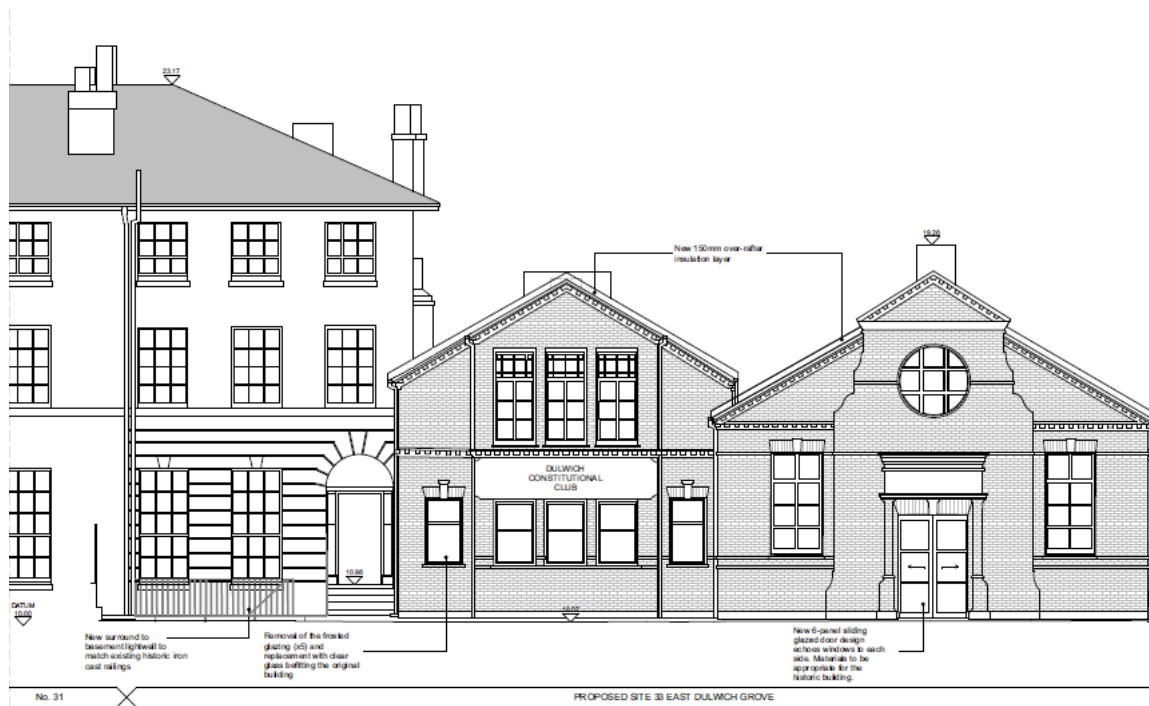 23.17
19.26
New 150mm over-rafter
insulation layer
DULWICH
CONSTITUTIONAL
CLUB
10.96
DATUM
10.00
10.07
New surround to
basement lightwell to
match existing historic iron
cast railings
Removal of the frosted
glazing (x5) and
replacement with clear
glass befitting the original
building
New 6-panel sliding
glazed door design
echoes windows to each
side. Materials to be
appropriate for the
historic building.
No. 31
PROPOSED SITE 33 EAST DULWICH GROVE